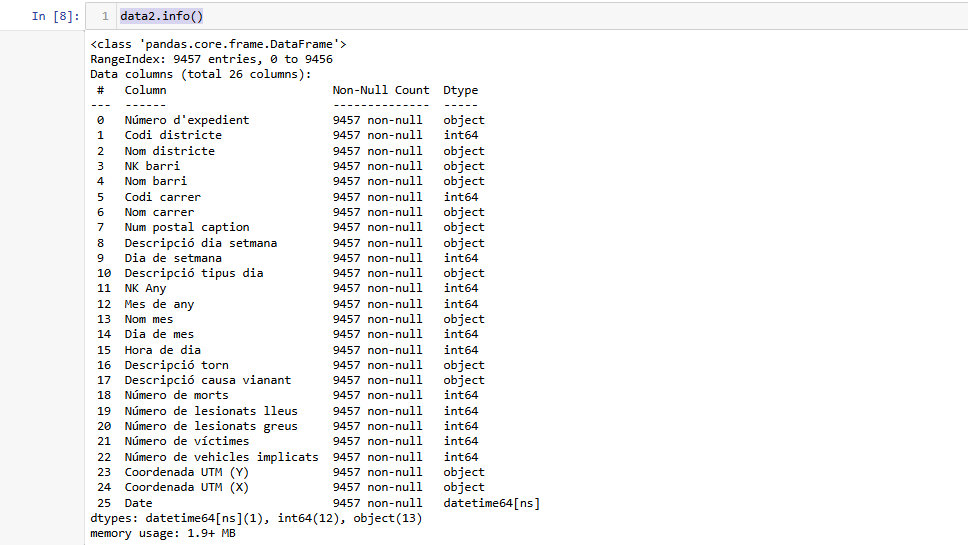 In [8]: 1 data2.info()
<class 'pandas.core.frame.DataFrame'>
RangeIndex: 9457 entries, 0 to 9456
Data columns (total 26 columns):
 #   Column                        Non-Null Count  Dtype
---  ------                        --------------  -----
 0   Número d'expedient            9457 non-null   object
 1   Codi districte                9457 non-null   int64
 2   Nom districte                 9457 non-null   object
 3   NK barri                      9457 non-null   object
 4   Nom barri                     9457 non-null   object
 5   Codi carrer                   9457 non-null   int64
 6   Nom carrer                    9457 non-null   object
 7   Num postal caption            9457 non-null   object
 8   Descripció dia setmana        9457 non-null   object
 9   Dia de setmana                9457 non-null   int64
 10  Descripció tipus dia          9457 non-null   object
 11  NK Any                        9457 non-null   int64
 12  Mes de any                    9457 non-null   int64
 13  Nom mes                       9457 non-null   object
 14  Dia de mes                    9457 non-null   int64
 15  Hora de dia                   9457 non-null   int64
 16  Descripció torn               9457 non-null   object
 17  Descripció causa vianant      9457 non-null   object
 18  Número de morts               9457 non-null   int64
 19  Número de lesionats lleus     9457 non-null   int64
 20  Número de lesionats greus     9457 non-null   int64
 21  Número de víctimes            9457 non-null   int64
 22  Número de vehicles implicats  9457 non-null   int64
 23  Coordenada UTM (Y)            9457 non-null   object
 24  Coordenada UTM (X)            9457 non-null   object
 25  Date                          9457 non-null   datetime64[ns]
dtypes: datetime64[ns](1), int64(12), object(13)
memory usage: 1.9+ MB